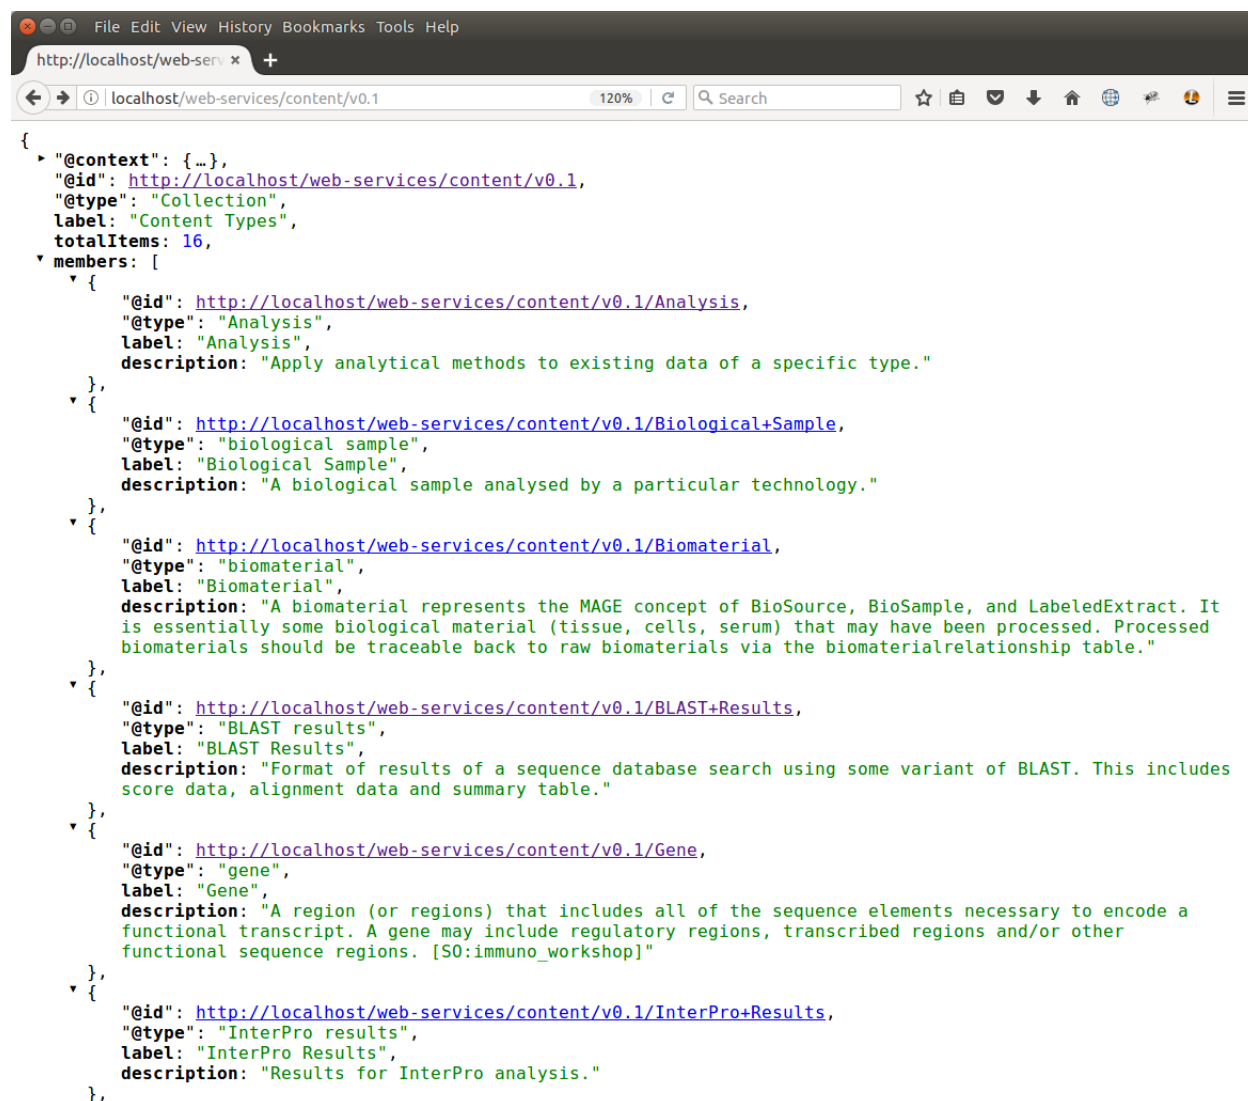 File Edit View History Bookmarks Tools Help
http://localhost/web-serv × +
localhost/web-services/content/v0.1 120% Search
{
"@context": {…},
"@id": http://localhost/web-services/content/v0.1,
"@type": "Collection",
label: "Content Types",
totalItems: 16,
members: [
{
"@id": http://localhost/web-services/content/v0.1/Analysis,
"@type": "Analysis",
label: "Analysis",
description: "Apply analytical methods to existing data of a specific type."
},
{
"@id": http://localhost/web-services/content/v0.1/Biological+Sample,
"@type": "biological sample",
label: "Biological Sample",
description: "A biological sample analysed by a particular technology."
},
{
"@id": http://localhost/web-services/content/v0.1/Biomaterial,
"@type": "biomaterial",
label: "Biomaterial",
description: "A biomaterial represents the MAGE concept of BioSource, BioSample, and LabeledExtract. It
is essentially some biological material (tissue, cells, serum) that may have been processed. Processed
biomaterials should be traceable back to raw biomaterials via the biomaterialrelationship table."
},
{
"@id": http://localhost/web-services/content/v0.1/BLAST+Results,
"@type": "BLAST results",
label: "BLAST Results",
description: "Format of results of a sequence database search using some variant of BLAST. This includes
score data, alignment data and summary table."
},
{
"@id": http://localhost/web-services/content/v0.1/Gene,
"@type": "gene",
label: "Gene",
description: "A region (or regions) that includes all of the sequence elements necessary to encode a
functional transcript. A gene may include regulatory regions, transcribed regions and/or other
functional sequence regions. [SO:immuno_workshop]"
},
{
"@id": http://localhost/web-services/content/v0.1/InterPro+Results,
"@type": "InterPro results",
label: "InterPro Results",
description: "Results for InterPro analysis."
},